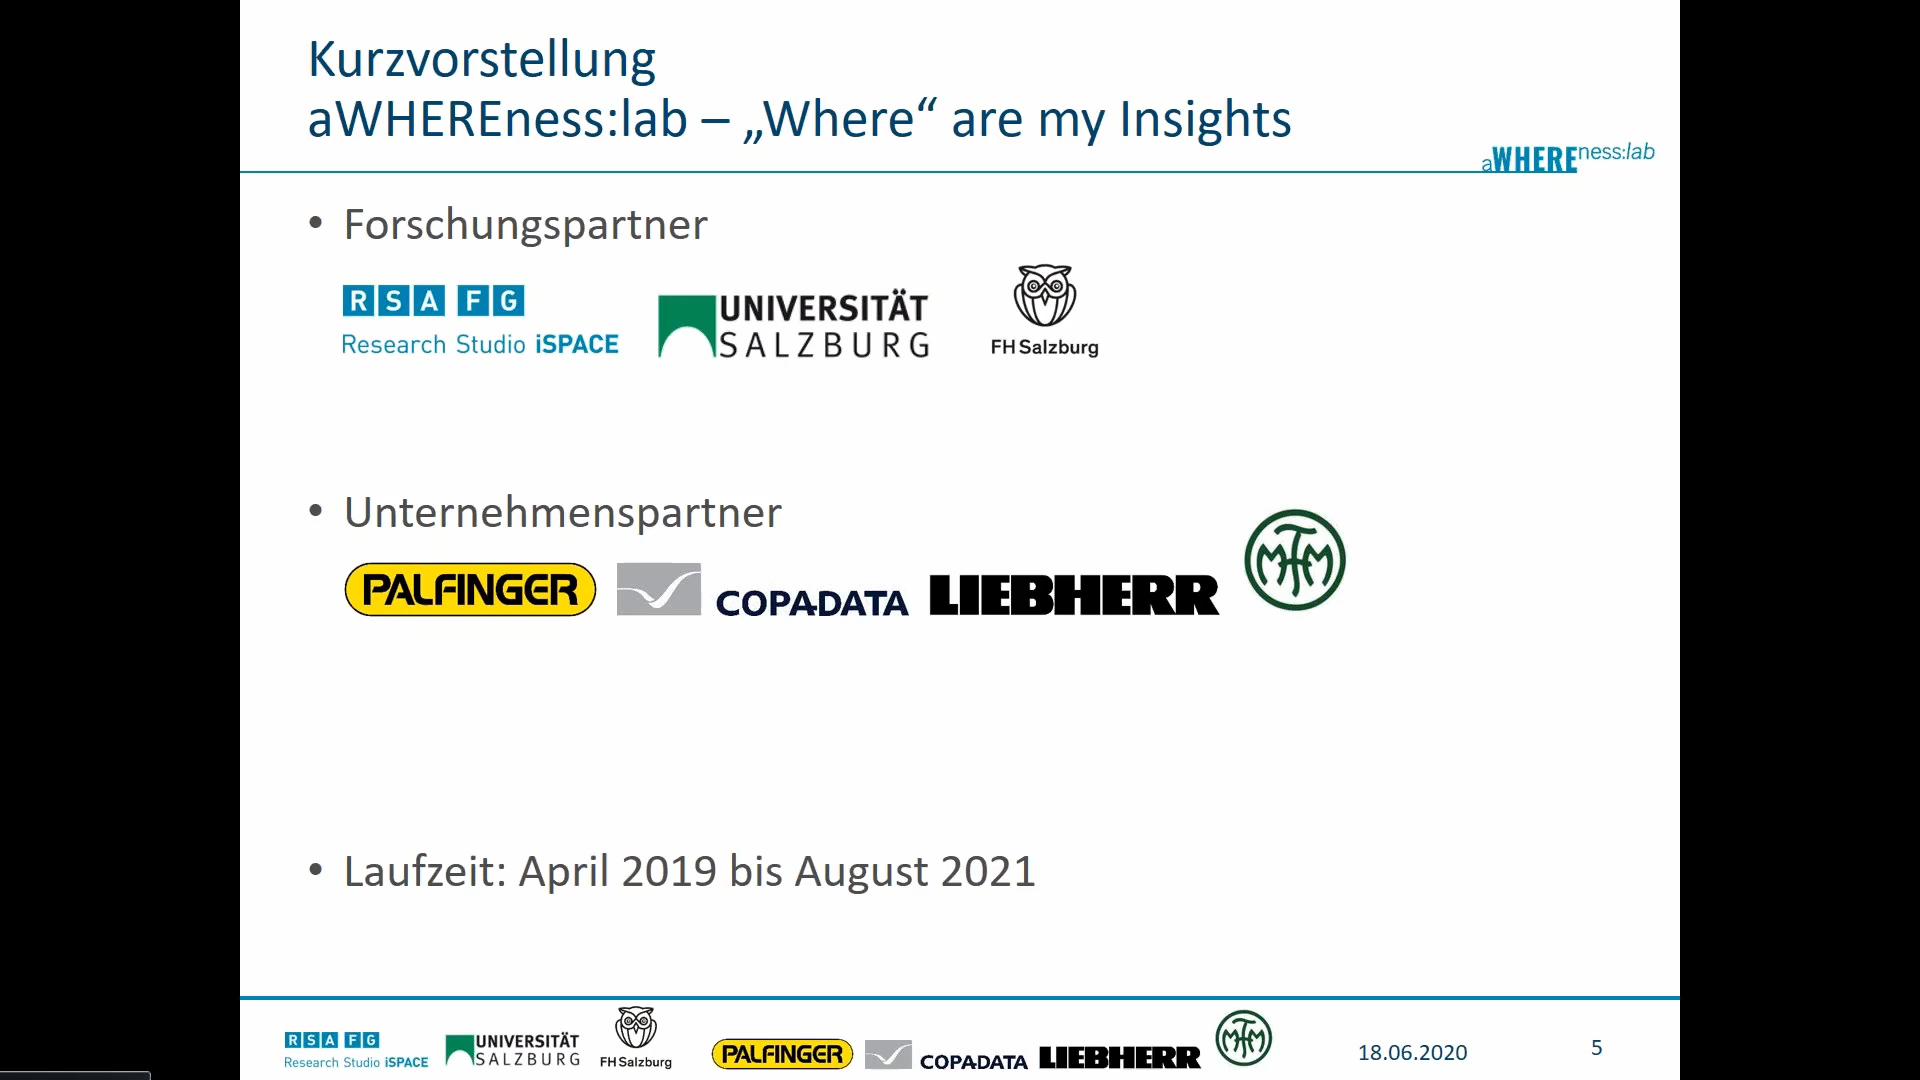 Kurzvorstellung
aWHEREness:lab – „Where“ are my Insights
aWHEREness:lab
• Forschungspartner
RSA FG
Research Studio iSPACE
UNIVERSITÄT
SALZBURG
FH Salzburg
• Unternehmenspartner
PALFINGER
COPADATA
LIEBHERR
MTM
• Laufzeit: April 2019 bis August 2021
RSA FG
Research Studio iSPACE
UNIVERSITÄT
SALZBURG
FH Salzburg
PALFINGER
COPADATA
LIEBHERR
MTM
18.06.2020
5